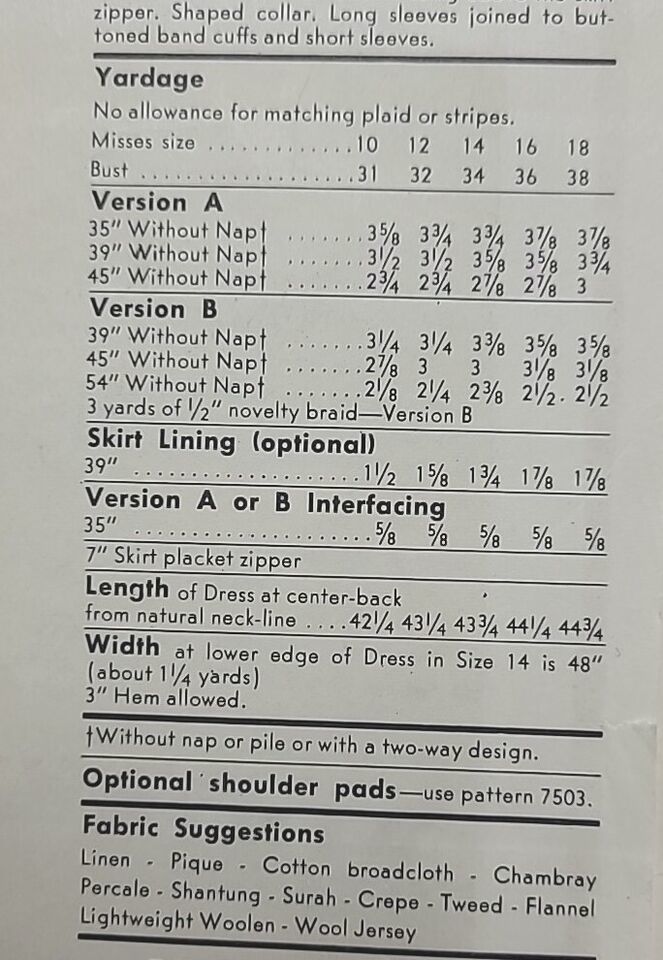 zipper. Shaped collar. Long sleeves joined to but-
toned band cuffs and short sleeves.
Yardage
No allowance for matching plaid or stripes.
Misses size . . . . . . . . . . . . . 10 12 14 16 18
Bust . . . . . . . . . . . . . . . . . . . 31 32 34 36 38
Version A
35" Without Nap† . . . . . . . 3⅝ 3¾ 3¾ 3⅞ 3⅞
39" Without Nap† . . . . . . . 3½ 3½ 3⅝ 3⅝ 3¾
45" Without Nap† . . . . . . . 2¾ 2¾ 2⅞ 2⅞ 3
Version B
39" Without Nap† . . . . . . . 3¼ 3¼ 3⅜ 3⅝ 3⅝
45" Without Nap† . . . . . . . 2⅞ 3 3 3⅛ 3⅛
54" Without Nap† . . . . . . . 2⅛ 2¼ 2⅜ 2½ 2½
3 yards of ½" novelty braid—Version B
Skirt Lining (optional)
39" . . . . . . . . . . . . . . . . . . . . 1½ 1⅝ 1¾ 1⅞ 1⅞
Version A or B Interfacing
35" . . . . . . . . . . . . . . . . . . . . . ⅝ ⅝ ⅝ ⅝ ⅝
7" Skirt placket zipper
Length of Dress at center-back
from natural neck-line . . . . 42¼ 43¼ 43¾ 44¼ 44¾
Width at lower edge of Dress in Size 14 is 48"
(about 1¼ yards)
3" Hem allowed.
†Without nap or pile or with a two-way design.
Optional shoulder pads—use pattern 7503.
Fabric Suggestions
Linen - Pique - Cotton broadcloth - Chambray
Percale - Shantung - Surah - Crepe - Tweed - Flannel
Lightweight Woolen - Wool Jersey